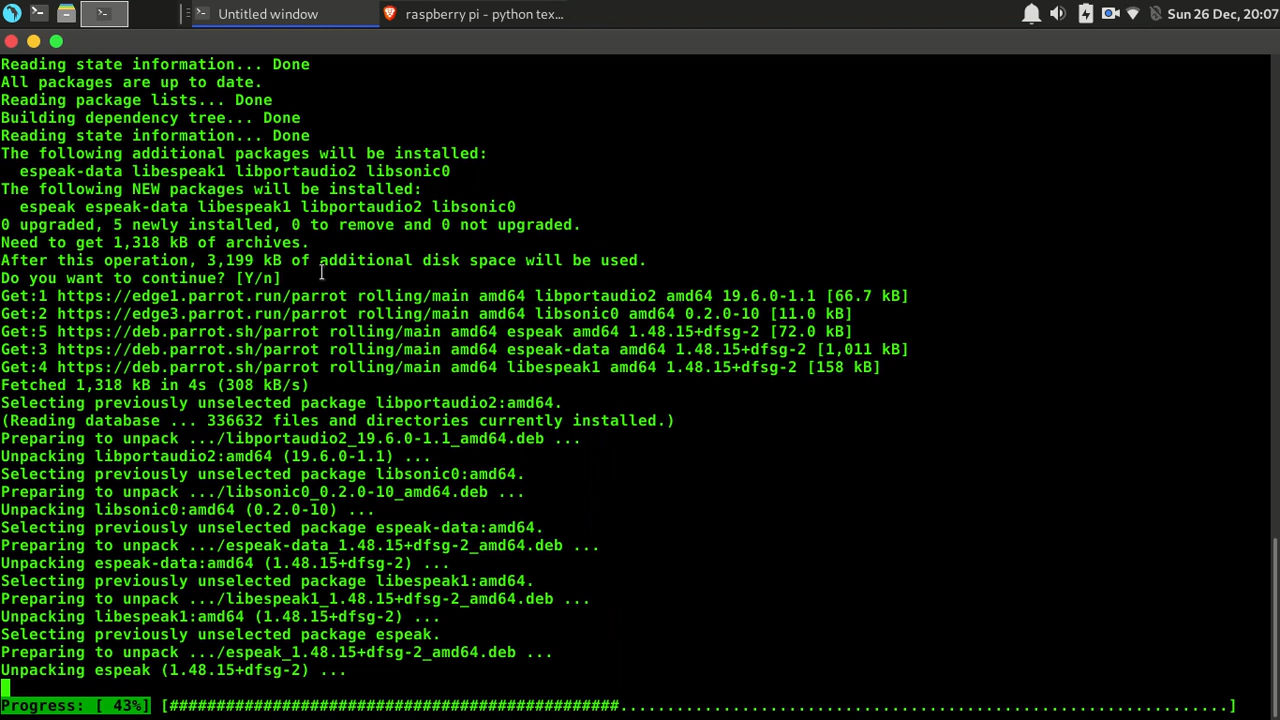 Untitled window
raspberry pi - python tex...
Sun 26 Dec, 20:07
Reading state information... Done
All packages are up to date.
Reading package lists... Done
Building dependency tree... Done
Reading state information... Done
The following additional packages will be installed:
espeak-data libespeak1 libportaudio2 libsonic0
The following NEW packages will be installed:
espeak espeak-data libespeak1 libportaudio2 libsonic0
0 upgraded, 5 newly installed, 0 to remove and 0 not upgraded.
Need to get 1,318 kB of archives.
After this operation, 3,199 kB of additional disk space will be used.
Do you want to continue? [Y/n]
Get:1 https://edge1.parrot.run/parrot rolling/main amd64 libportaudio2 amd64 19.6.0-1.1 [66.7 kB]
Get:2 https://edge3.parrot.run/parrot rolling/main amd64 libsonic0 amd64 0.2.0-10 [11.0 kB]
Get:5 https://deb.parrot.sh/parrot rolling/main amd64 espeak amd64 1.48.15+dfsg-2 [72.0 kB]
Get:3 https://deb.parrot.sh/parrot rolling/main amd64 espeak-data amd64 1.48.15+dfsg-2 [1,011 kB]
Get:4 https://deb.parrot.sh/parrot rolling/main amd64 libespeak1 amd64 1.48.15+dfsg-2 [158 kB]
Fetched 1,318 kB in 4s (308 kB/s)
Selecting previously unselected package libportaudio2:amd64.
(Reading database ... 336632 files and directories currently installed.)
Preparing to unpack .../libportaudio2_19.6.0-1.1_amd64.deb ...
Unpacking libportaudio2:amd64 (19.6.0-1.1) ...
Selecting previously unselected package libsonic0:amd64.
Preparing to unpack .../libsonic0_0.2.0-10_amd64.deb ...
Unpacking libsonic0:amd64 (0.2.0-10) ...
Selecting previously unselected package espeak-data:amd64.
Preparing to unpack .../espeak-data_1.48.15+dfsg-2_amd64.deb ...
Unpacking espeak-data:amd64 (1.48.15+dfsg-2) ...
Selecting previously unselected package libespeak1:amd64.
Preparing to unpack .../libespeak1_1.48.15+dfsg-2_amd64.deb ...
Unpacking libespeak1:amd64 (1.48.15+dfsg-2) ...
Selecting previously unselected package espeak.
Preparing to unpack .../espeak_1.48.15+dfsg-2_amd64.deb ...
Unpacking espeak (1.48.15+dfsg-2) ...
Progress: [ 43%] [################################################.................................................................]